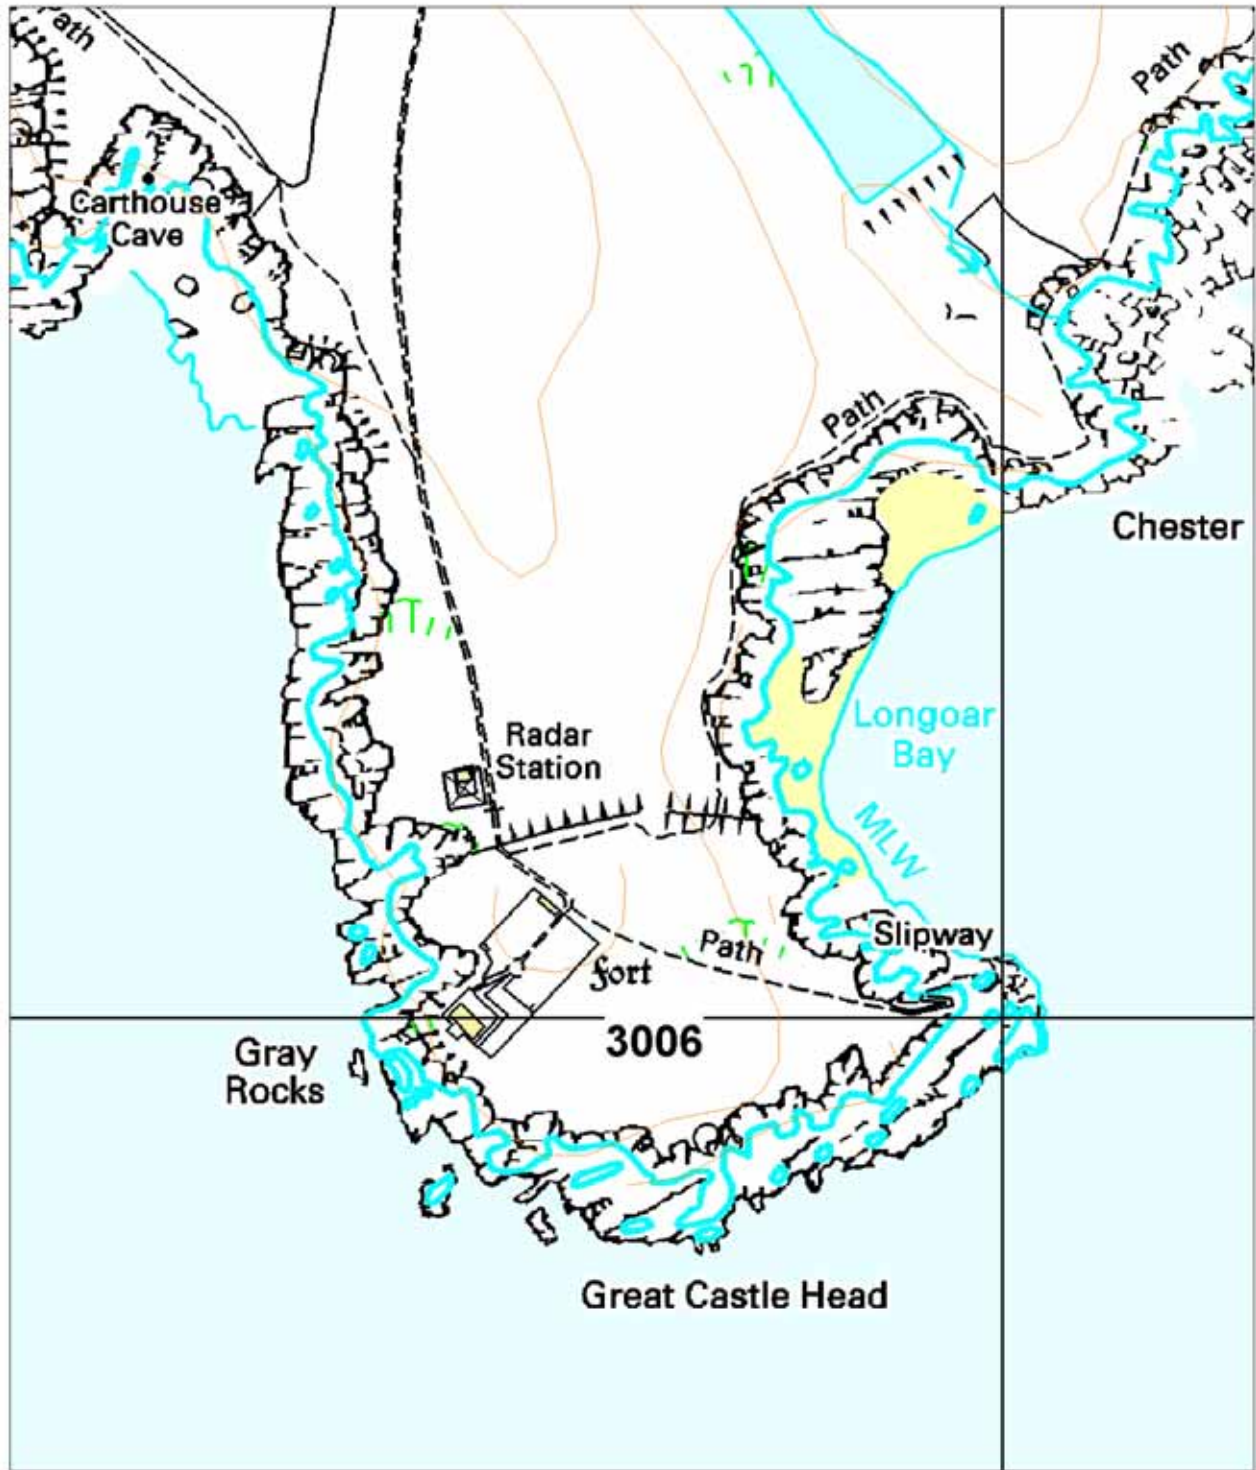 Path
Path
Carthouse
Cave
Path
Chester
Longoar
Bay
Radar
Station
MLW
Slipway
Path
fort
3006
Gray
Rocks
Great Castle Head